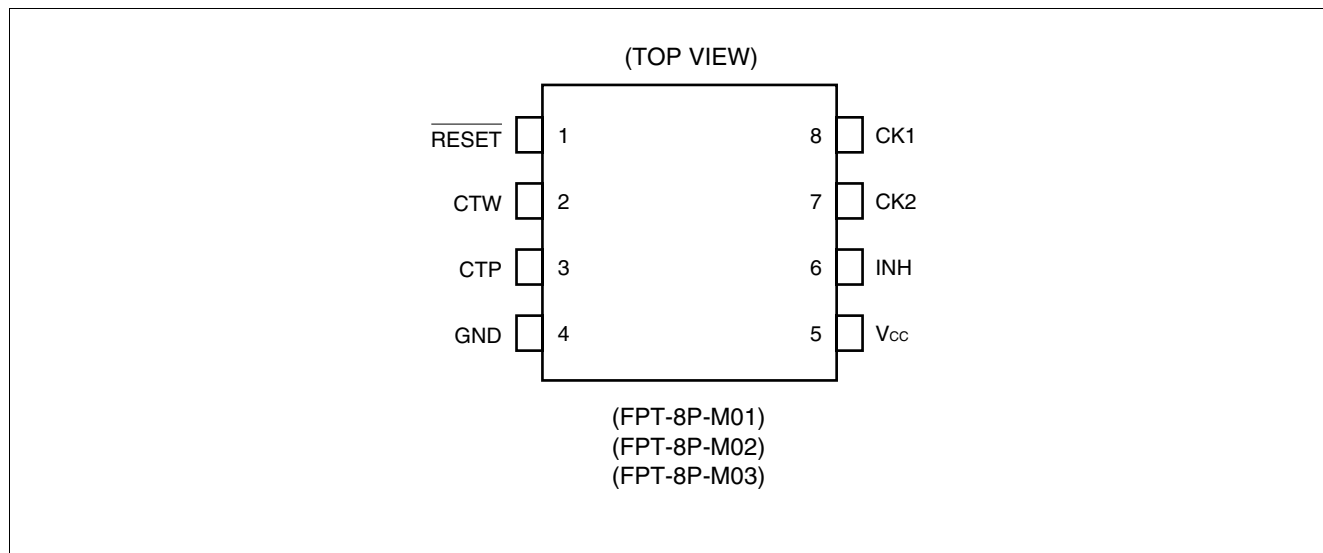 (TOP VIEW)
RESET 1 8 CK1
CTW 2 7 CK2
CTP 3 6 INH
GND 4 5 VCC
(FPT-8P-M01)
(FPT-8P-M02)
(FPT-8P-M03)